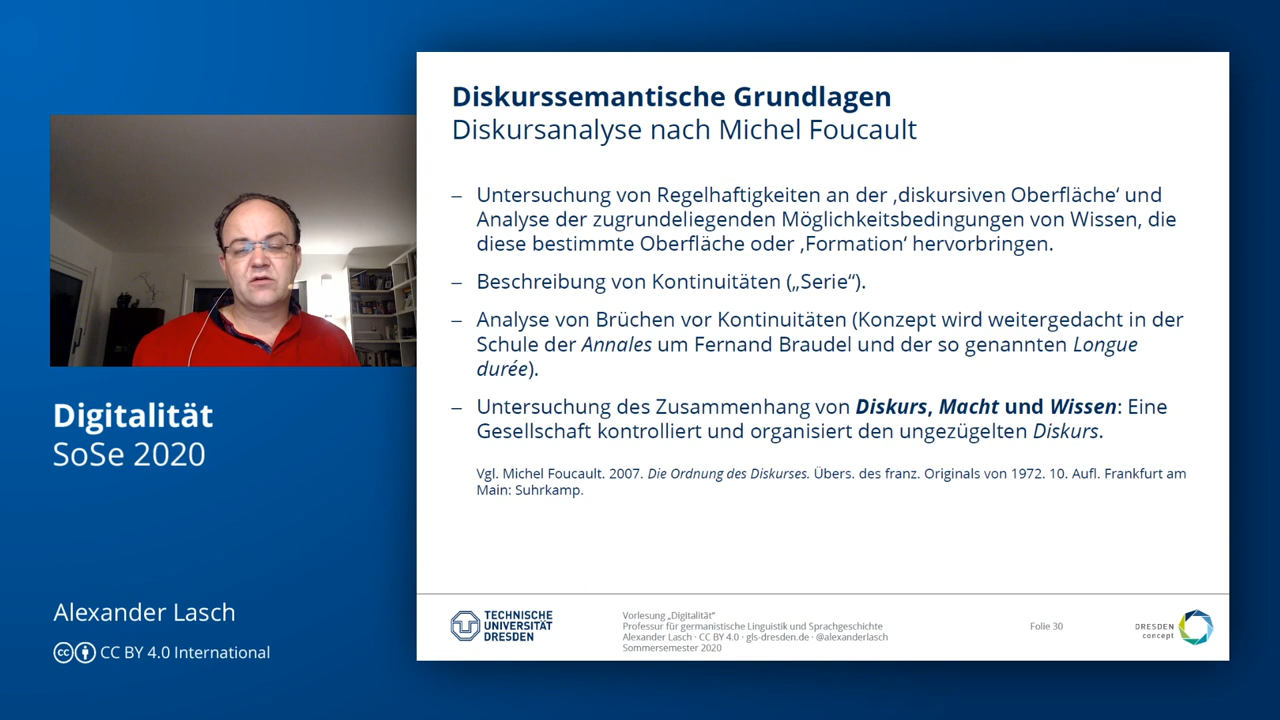 Diskurssemantische Grundlagen
Diskursanalyse nach Michel Foucault
– Untersuchung von Regelhaftigkeiten an der ‚diskursiven Oberfläche‘ und
Analyse der zugrundeliegenden Möglichkeitsbedingungen von Wissen, die
diese bestimmte Oberfläche oder ‚Formation‘ hervorbringen.
– Beschreibung von Kontinuitäten („Serie“).
– Analyse von Brüchen vor Kontinuitäten (Konzept wird weitergedacht in der
Schule der Annales um Fernand Braudel und der so genannten Longue
durée).
– Untersuchung des Zusammenhang von Diskurs, Macht und Wissen: Eine
Gesellschaft kontrolliert und organisiert den ungezügelten Diskurs.
Vgl. Michel Foucault. 2007. Die Ordnung des Diskurses. Übers. des franz. Originals von 1972. 10. Aufl. Frankfurt am
Main: Suhrkamp.
Digitalität
SoSe 2020
Alexander Lasch
CC BY 4.0 International
TECHNISCHE
UNIVERSITÄT
DRESDEN
Vorlesung „Digitalität“
Professur für germanistische Linguistik und Sprachgeschichte
Alexander Lasch · CC BY 4.0 · gls-dresden.de · @alexanderlasch
Sommersemester 2020
Folie 30
DRESDEN
concept